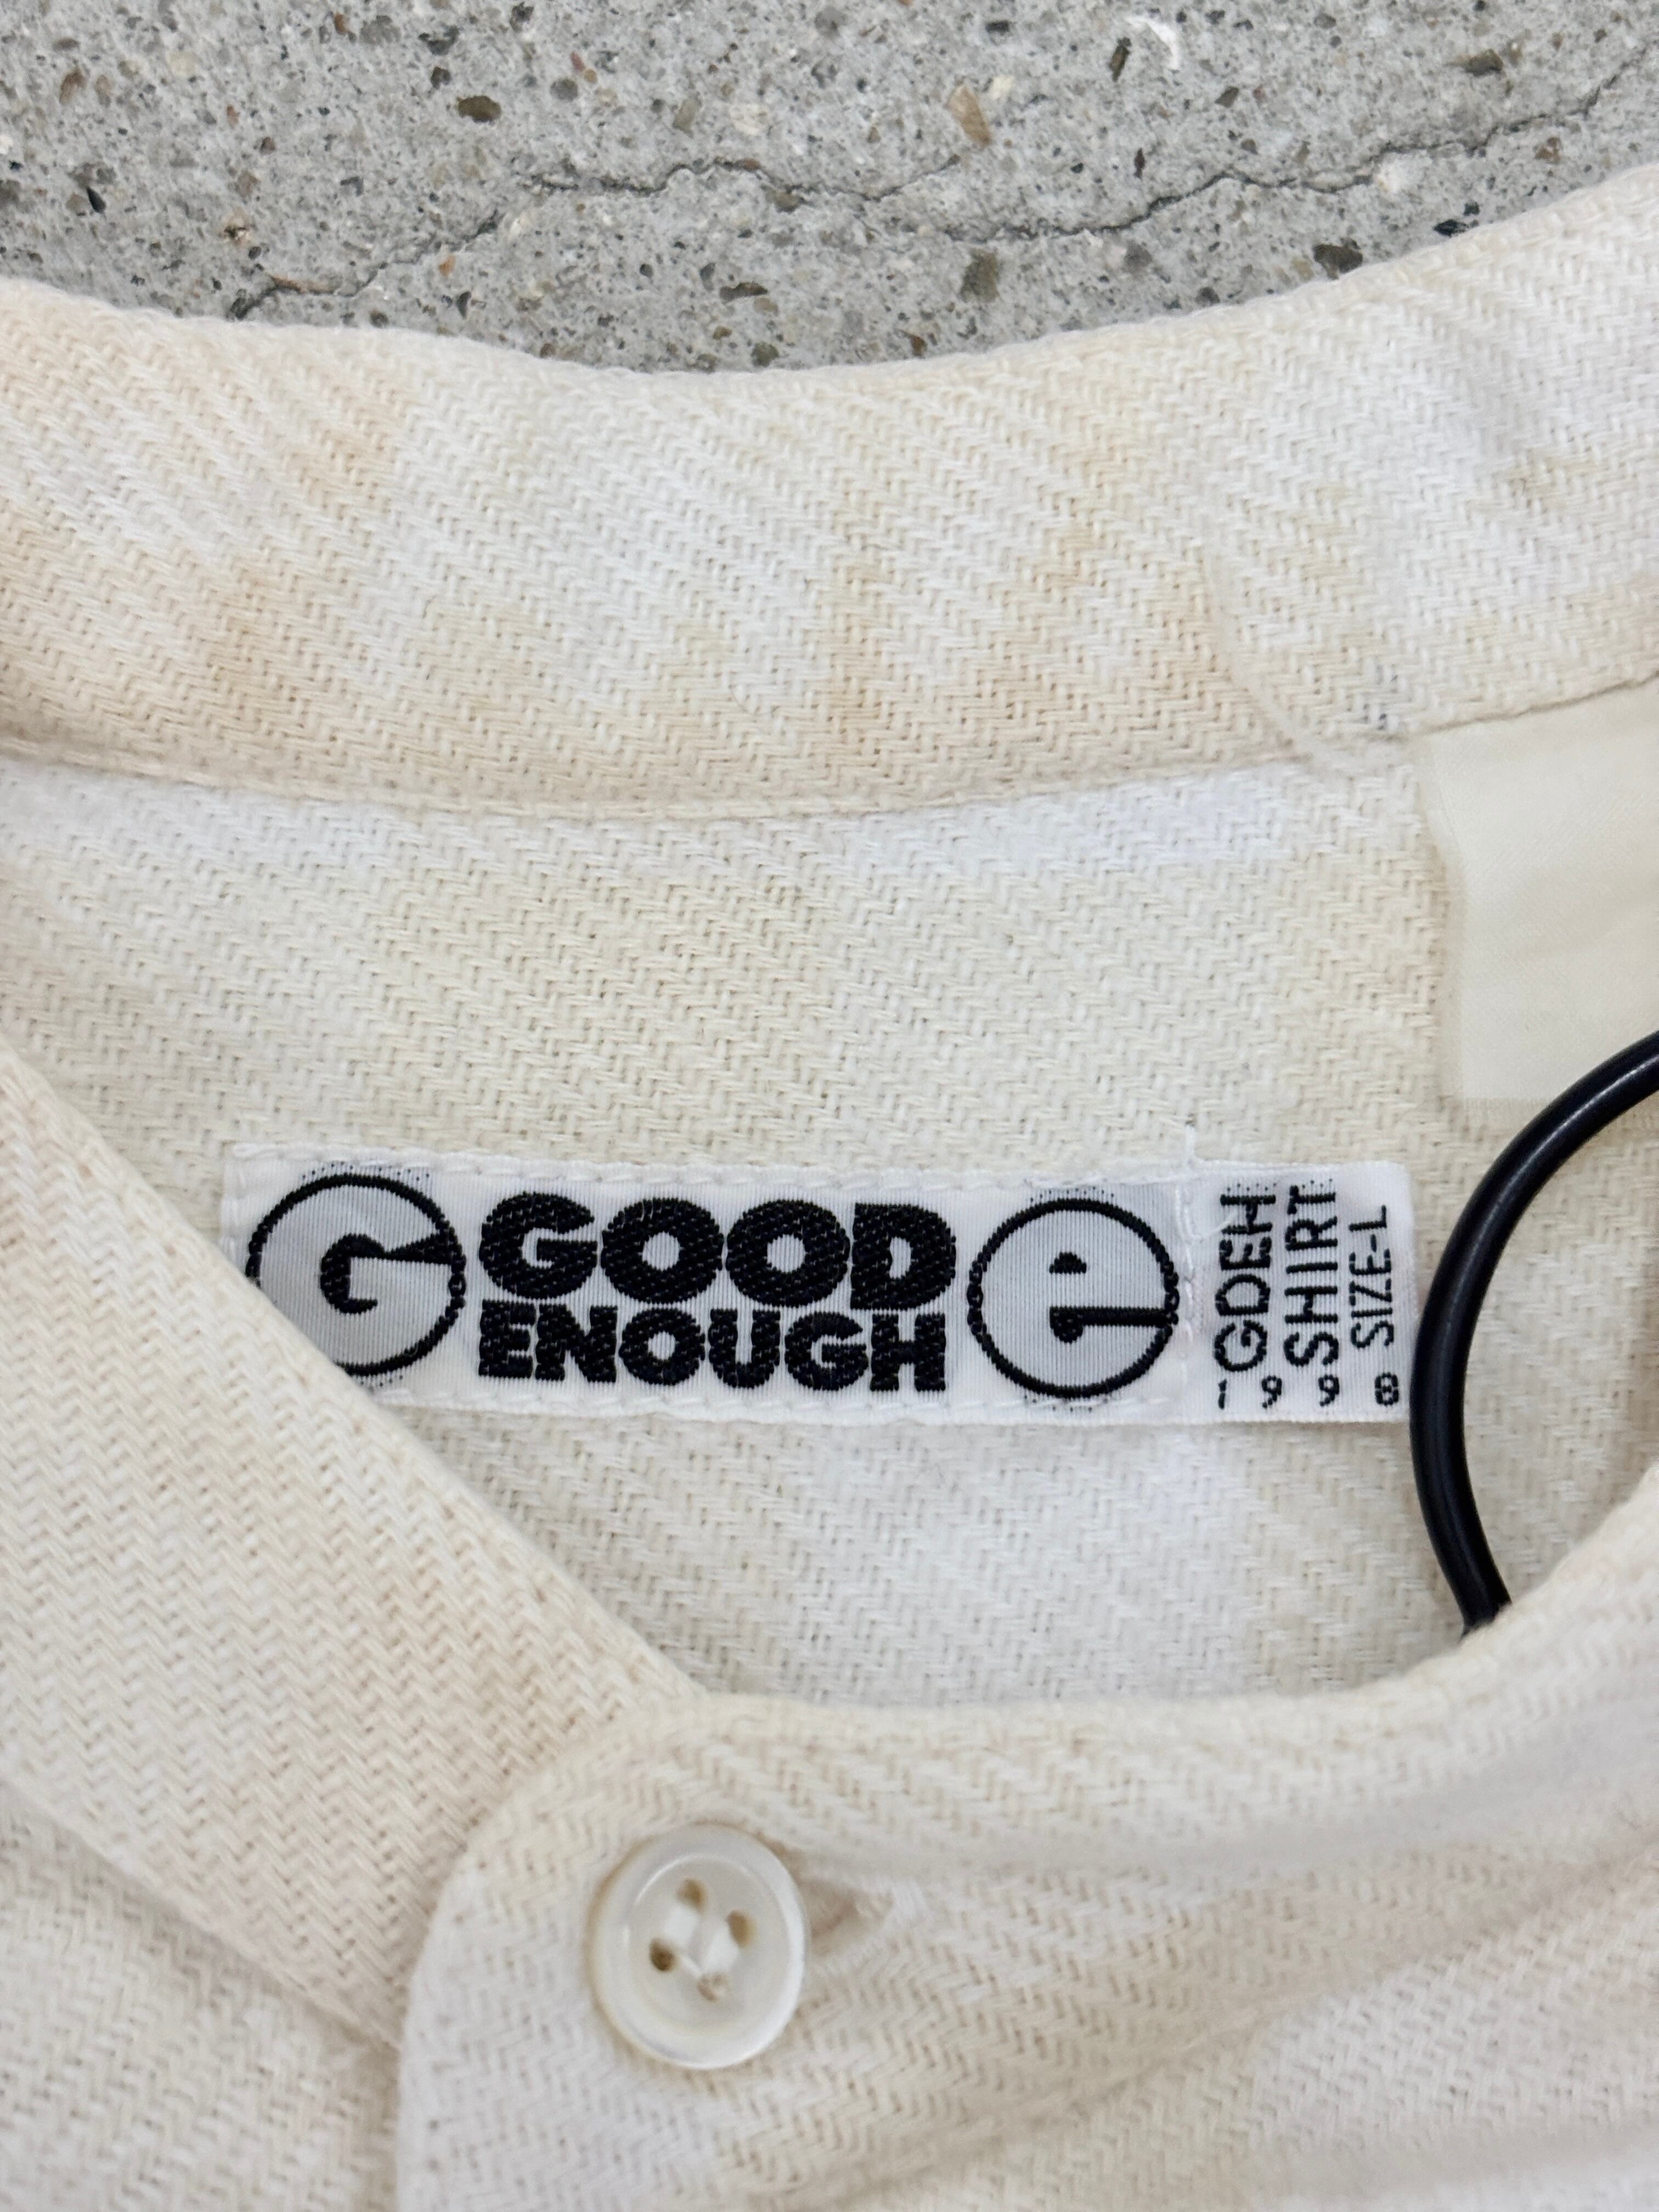 G
GOOD
ENOUGH
e
GDEH
SHIRT
SIZE-L
1998